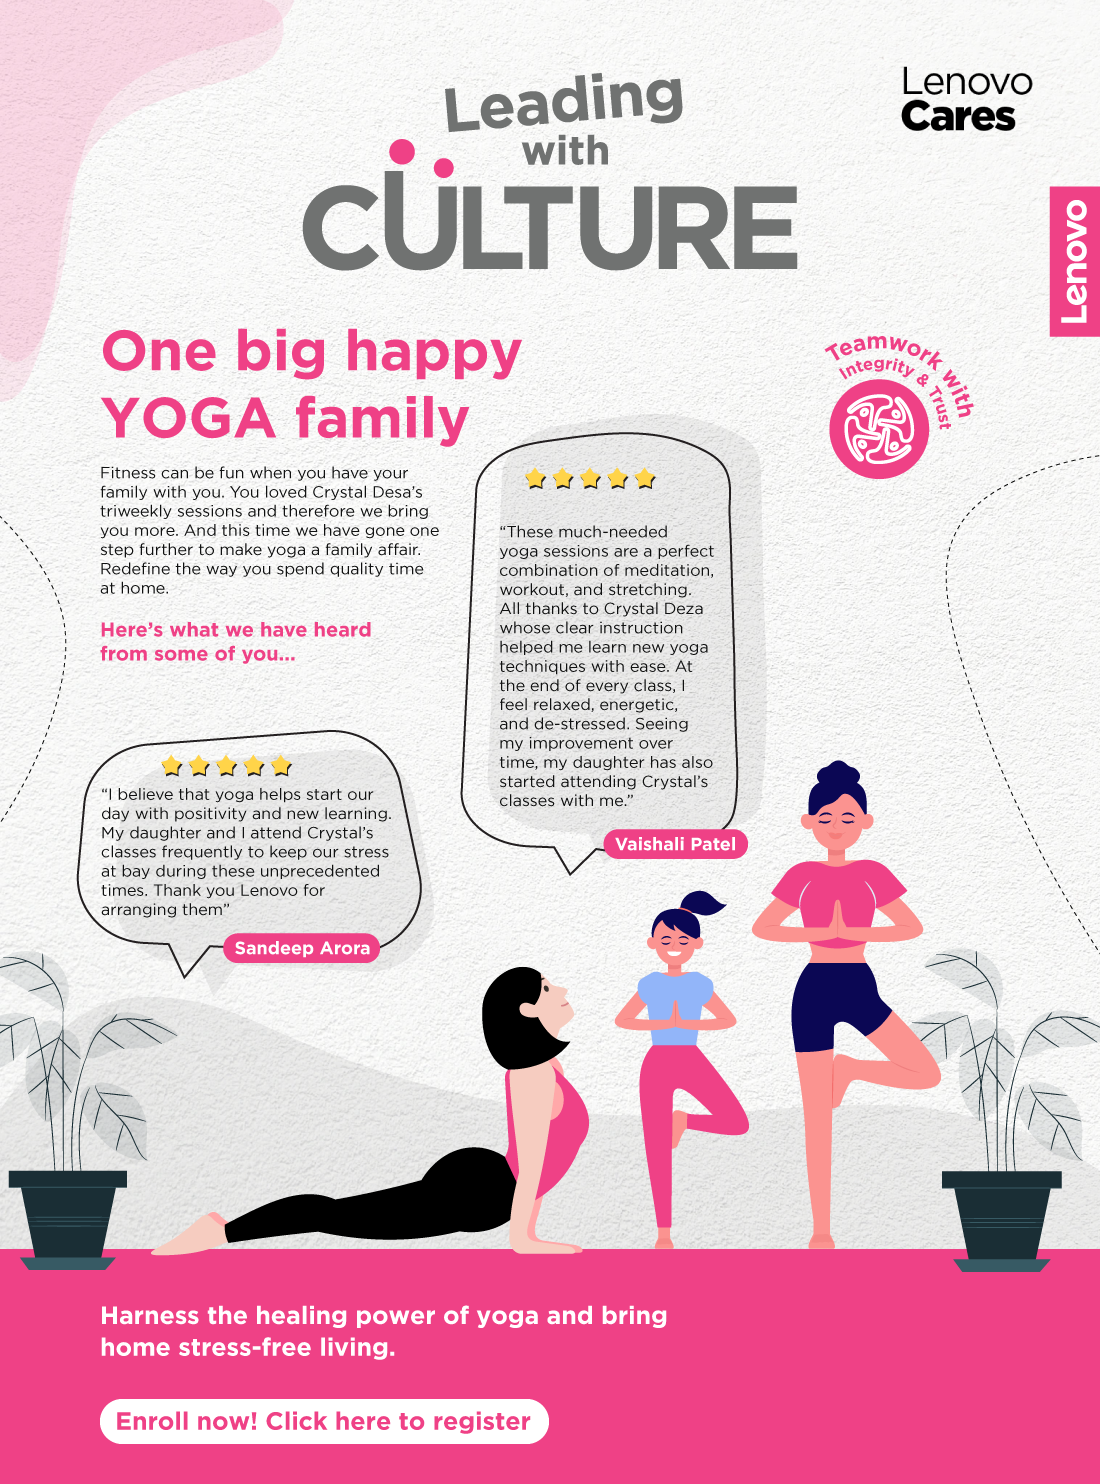 Leading
with
CULTURE
Lenovo
Cares
Lenovo
One big happy
YOGA family
Teamwork with
Integrity & Trust
Fitness can be fun when you have your
family with you. You loved Crystal Desa’s
triweekly sessions and therefore we bring
you more. And this time we have gone one
step further to make yoga a family affair.
Redefine the way you spend quality time
at home.
Here’s what we have heard
from some of you...
“These much-needed
yoga sessions are a perfect
combination of meditation,
workout, and stretching.
All thanks to Crystal Deza
whose clear instruction
helped me learn new yoga
techniques with ease. At
the end of every class, I
feel relaxed, energetic,
and de-stressed. Seeing
my improvement over
time, my daughter has also
started attending Crystal’s
classes with me.”
Vaishali Patel
“I believe that yoga helps start our
day with positivity and new learning.
My daughter and I attend Crystal’s
classes frequently to keep our stress
at bay during these unprecedented
times. Thank you Lenovo for
arranging them”
Sandeep Arora
Harness the healing power of yoga and bring
home stress-free living.
Enroll now! Click here to register